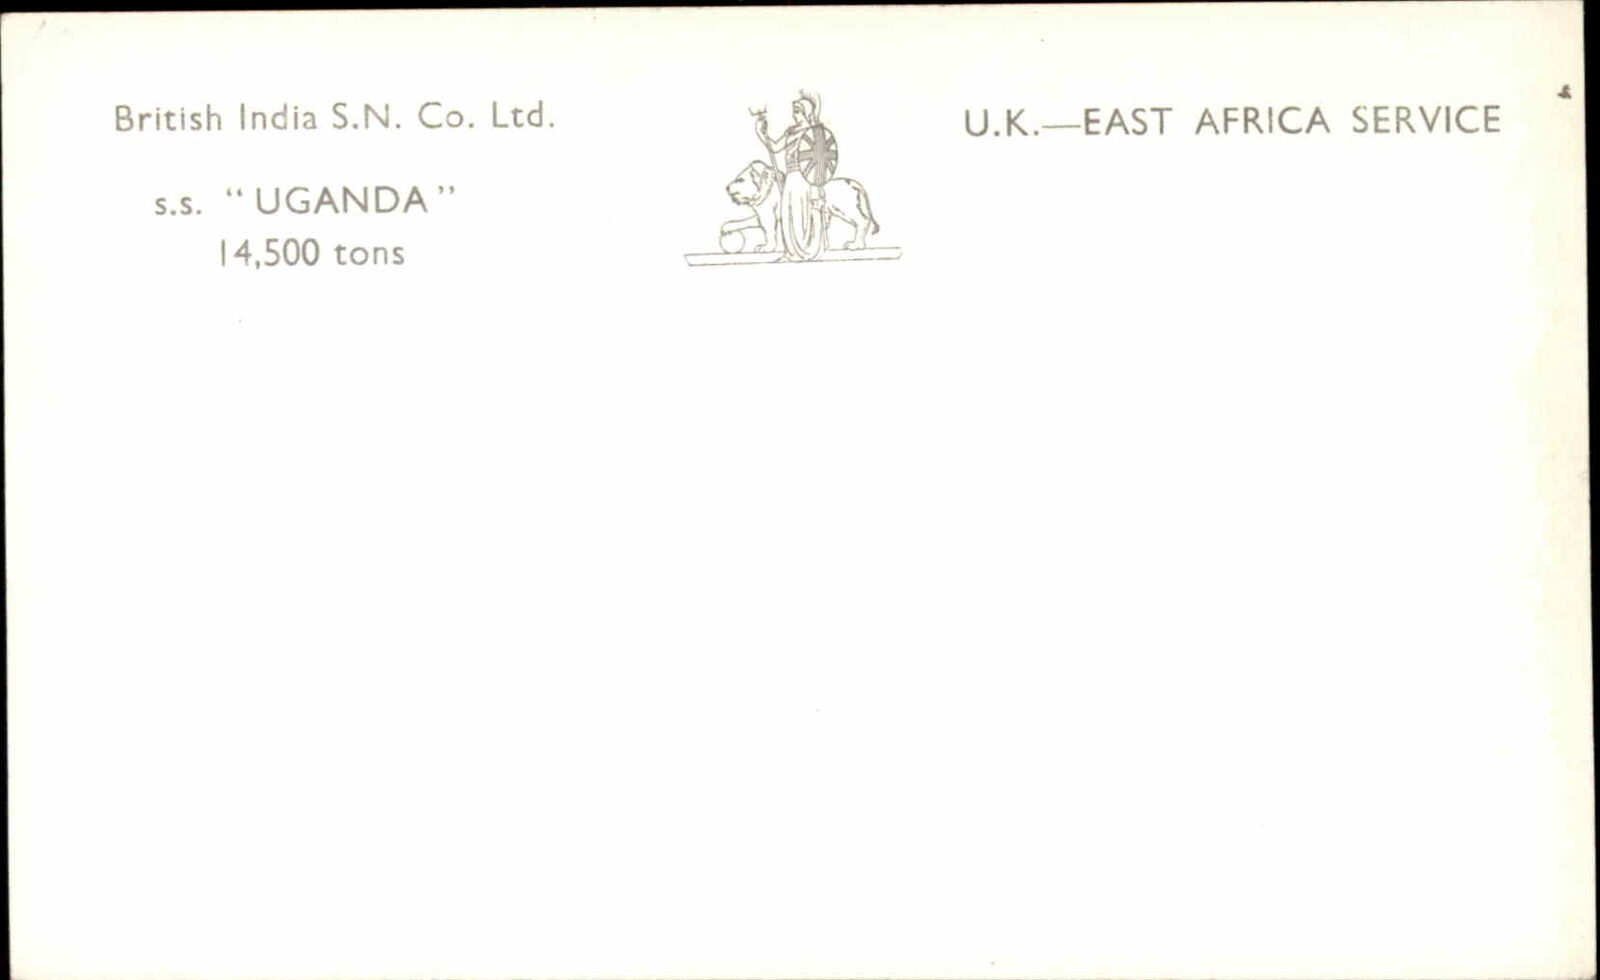 British India S.N. Co. Ltd.
s.s. “UGANDA”
14,500 tons
U.K.—EAST AFRICA SERVICE